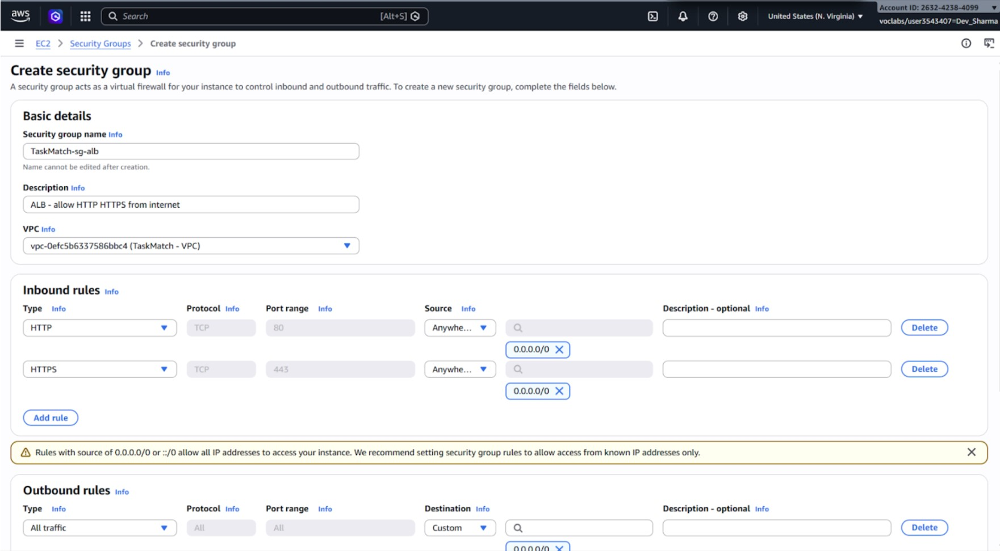 aws
Search [Alt+S] United States (N. Virginia) Account ID: 2632-4238-4099
voclabs/user3543407=Dev_Sharma
EC2 > Security Groups > Create security group
Create security group Info
A security group acts as a virtual firewall for your instance to control inbound and outbound traffic. To create a new security group, complete the fields below.
Basic details
Security group name Info
TaskMatch-sg-alb
Name cannot be edited after creation.
Description Info
ALB - allow HTTP HTTPS from internet
VPC Info
vpc-0efc5b6337586bbc4 (TaskMatch - VPC)
Inbound rules Info
Type Info Protocol Info Port range Info Source Info Description - optional Info
HTTP TCP 80 Anywhe... Delete
0.0.0.0/0
HTTPS TCP 443 Anywhe... Delete
0.0.0.0/0
Add rule
Rules with source of 0.0.0.0/0 or ::/0 allow all IP addresses to access your instance. We recommend setting security group rules to allow access from known IP addresses only.
Outbound rules Info
Type Info Protocol Info Port range Info Destination Info Description - optional Info
All traffic All All Custom Delete
0.0.0.0/0